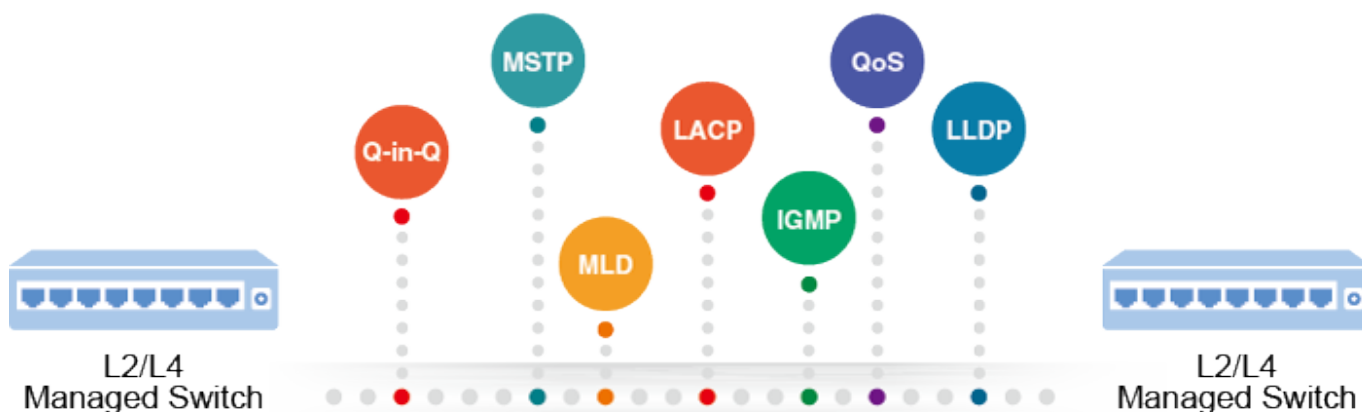 MSTP
QoS
LACP
LLDP
Q-in-Q
IGMP
MLD
L2/L4
Managed Switch
L2/L4
Managed Switch